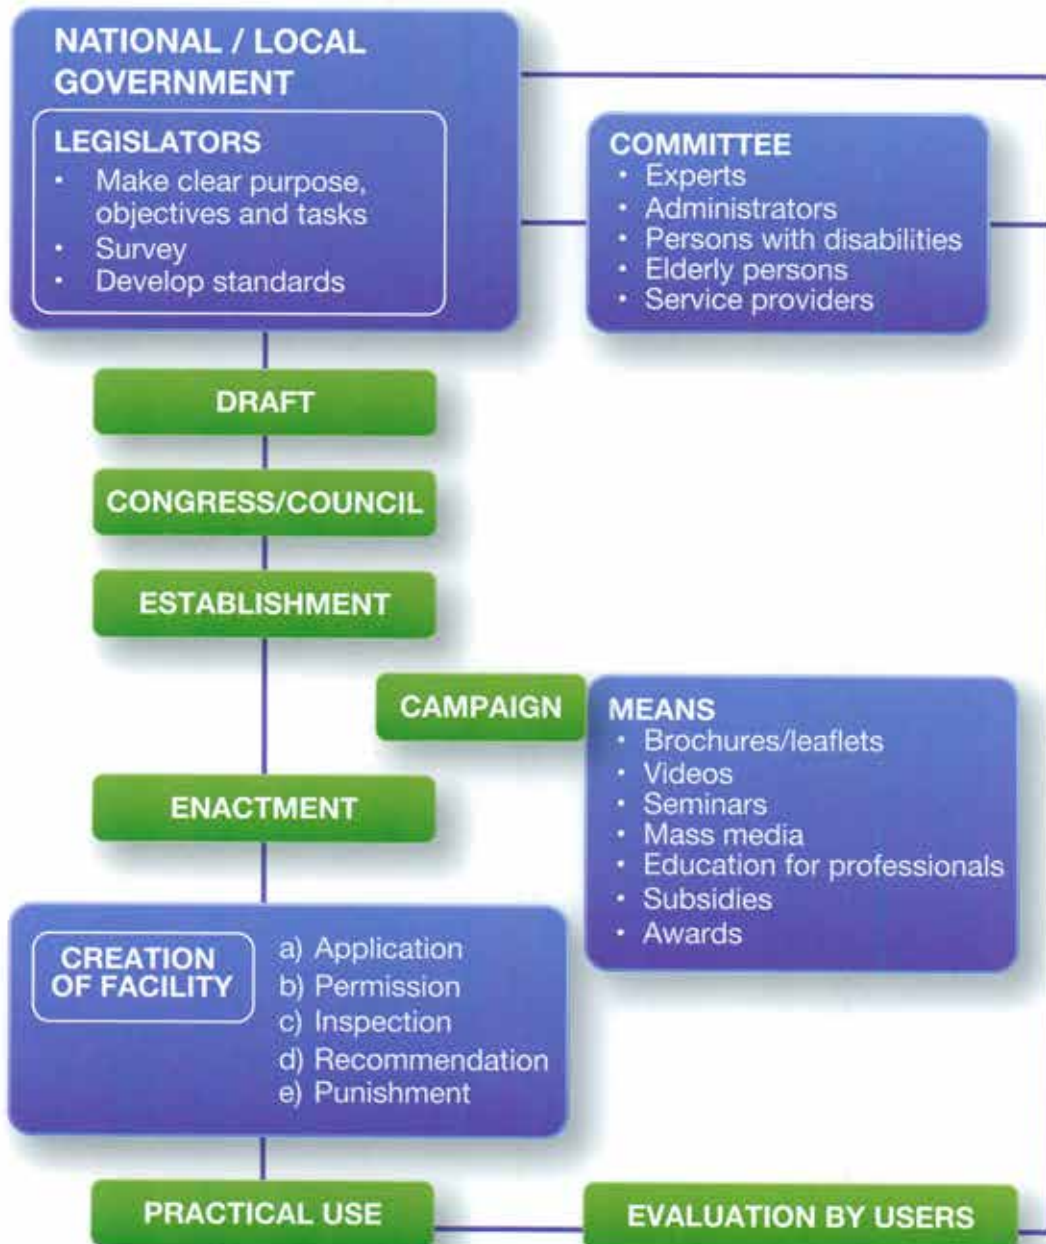 NATIONAL / LOCAL
GOVERNMENT
LEGISLATORS
• Make clear purpose,
objectives and tasks
• Survey
• Develop standards
COMMITTEE
• Experts
• Administrators
• Persons with disabilities
• Elderly persons
• Service providers
DRAFT
CONGRESS/COUNCIL
ESTABLISHMENT
CAMPAIGN
MEANS
• Brochures/leaflets
• Videos
• Seminars
• Mass media
• Education for professionals
• Subsidies
• Awards
ENACTMENT
CREATION
OF FACILITY
a) Application
b) Permission
c) Inspection
d) Recommendation
e) Punishment
PRACTICAL USE
EVALUATION BY USERS